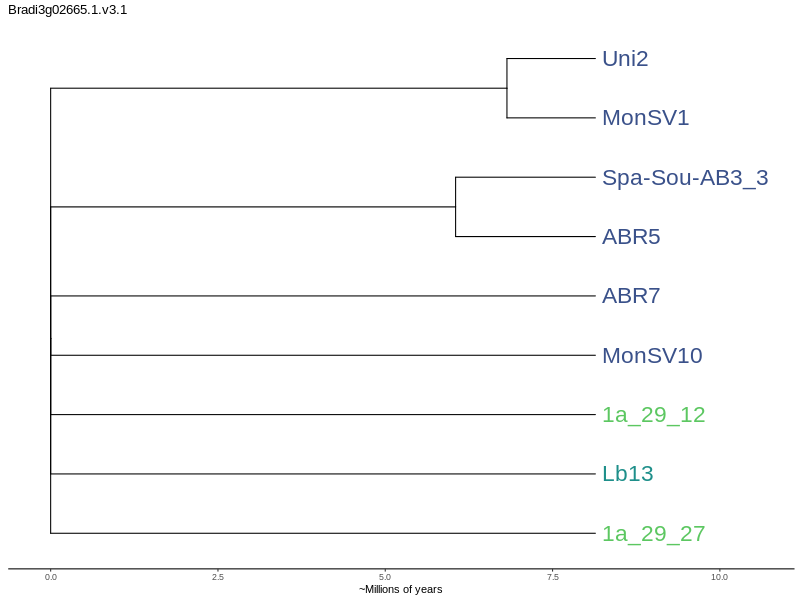 Bradi3g02665.1.v3.1
Uni2
MonSV1
Spa-Sou-AB3_3
ABR5
ABR7
MonSV10
1a_29_12
Lb13
1a_29_27
0.0 2.5 5.0 7.5 10.0
~Millions of years